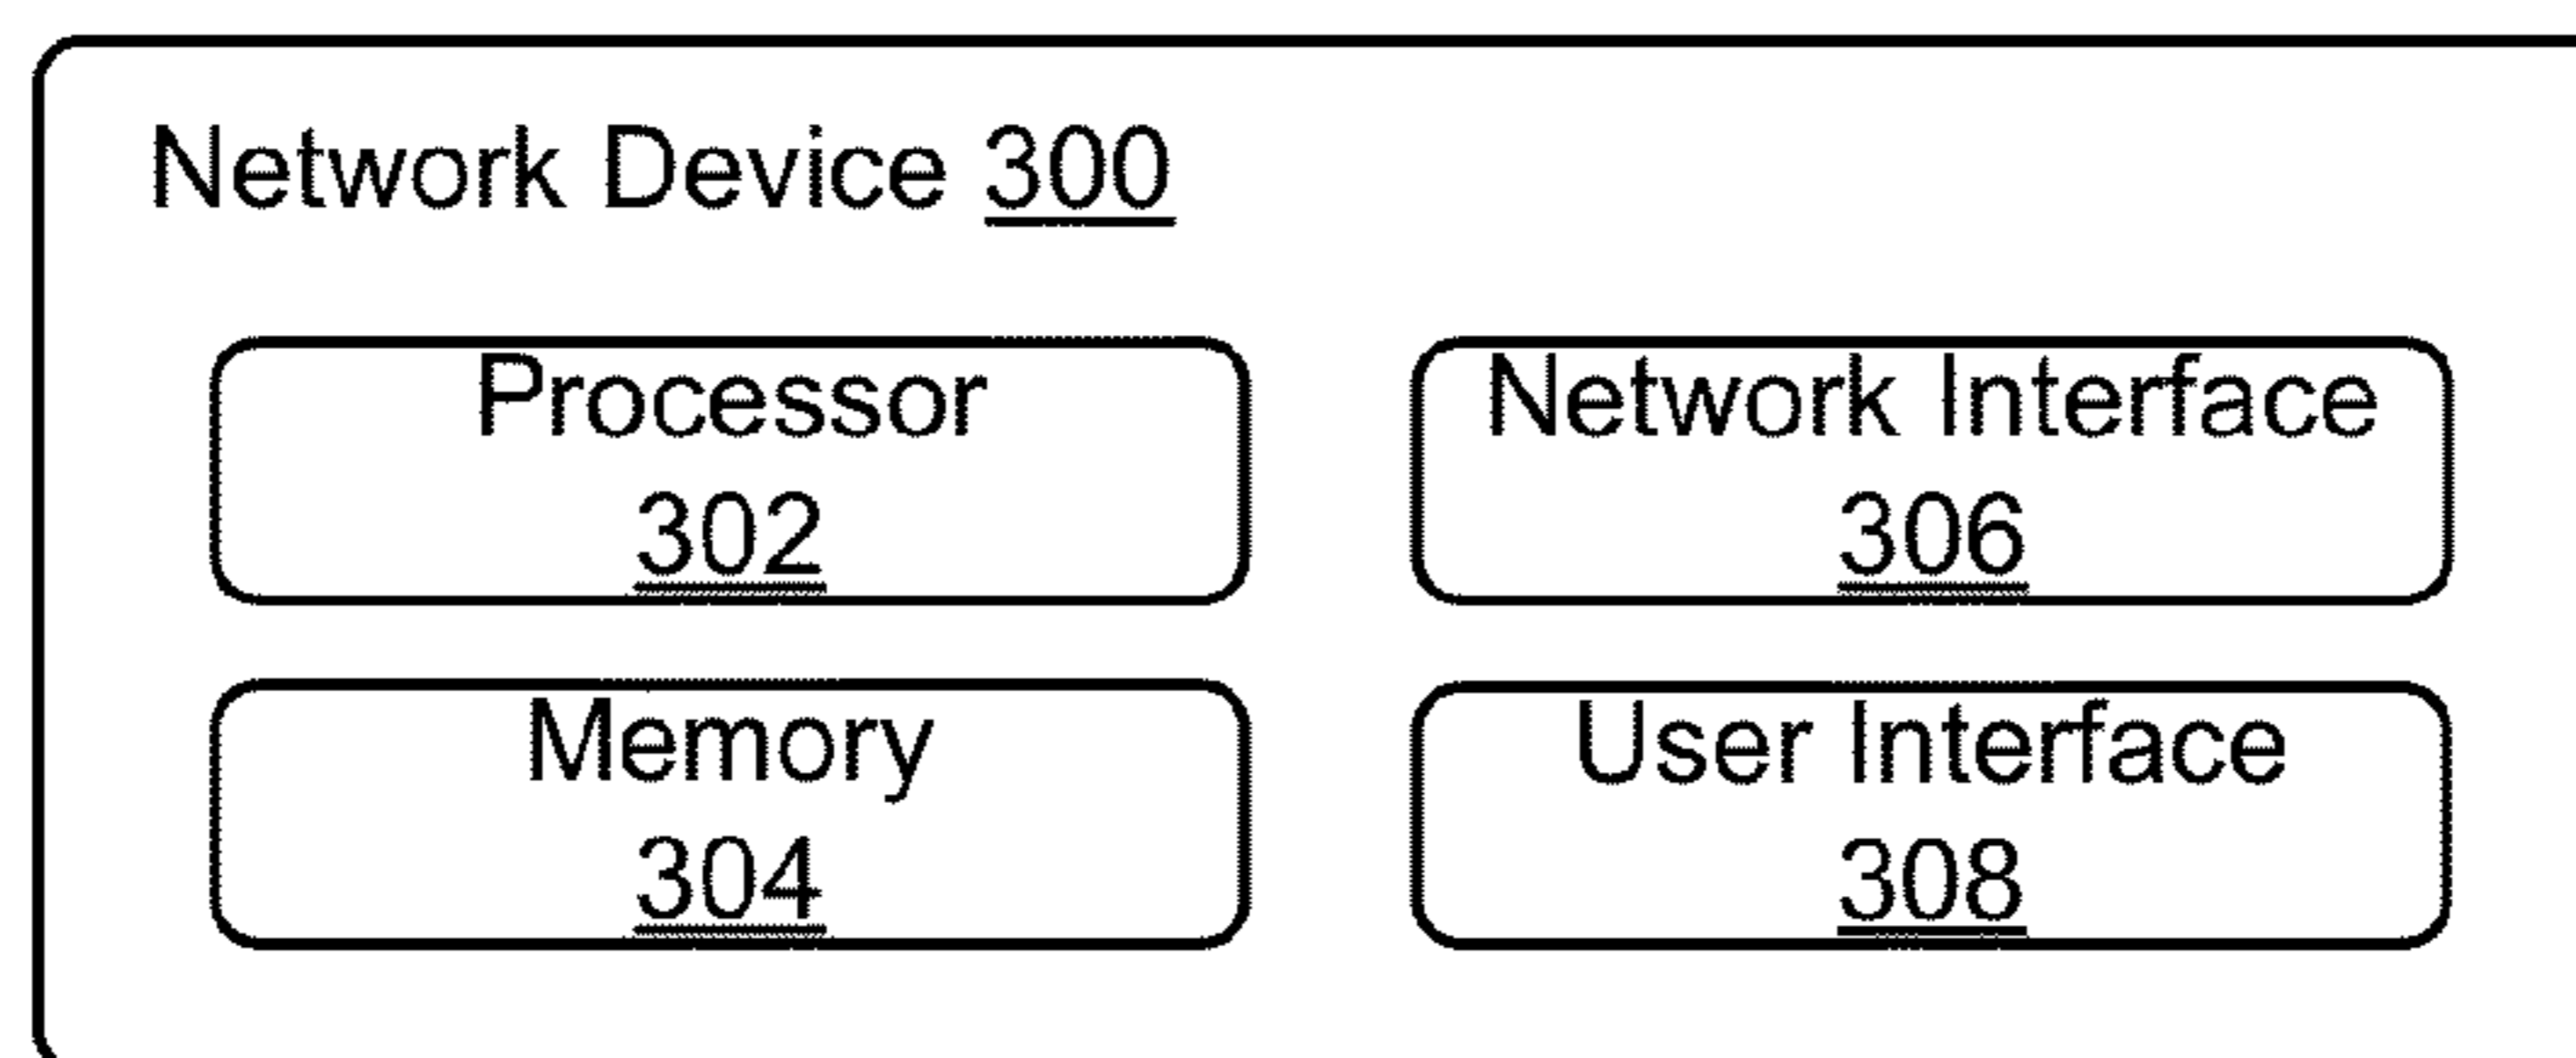 Network Device 300
Processor
302
Network Interface
306
Memory
304
User Interface
308